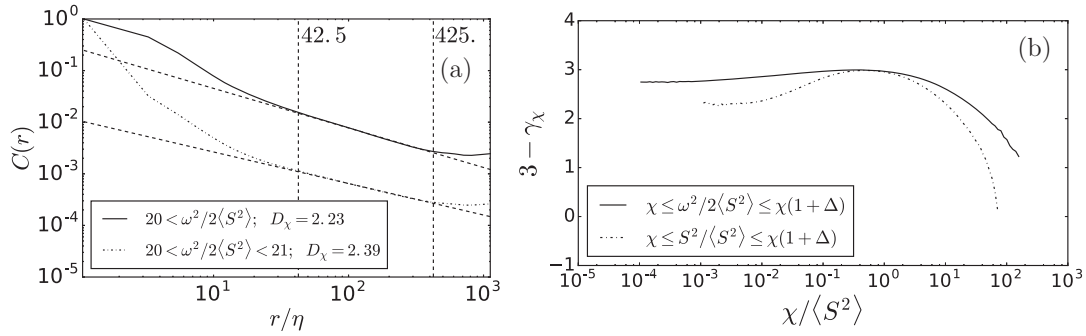 10^0
10^-1
10^-2
10^-3
10^-4
10^-5
C(r)
42.5
425.
(a)
20 < ω^2/2⟨S^2⟩; D_χ = 2.23
20 < ω^2/2⟨S^2⟩ < 21; D_χ = 2.39
10^1 10^2 10^3
r/η
4
3
2
1
0
−1
3 − γ_χ
(b)
χ ≤ ω^2/2⟨S^2⟩ ≤ χ(1+Δ)
χ ≤ S^2/⟨S^2⟩ ≤ χ(1+Δ)
10^-5 10^-4 10^-3 10^-2 10^-1 10^0 10^1 10^2 10^3
χ/⟨S^2⟩